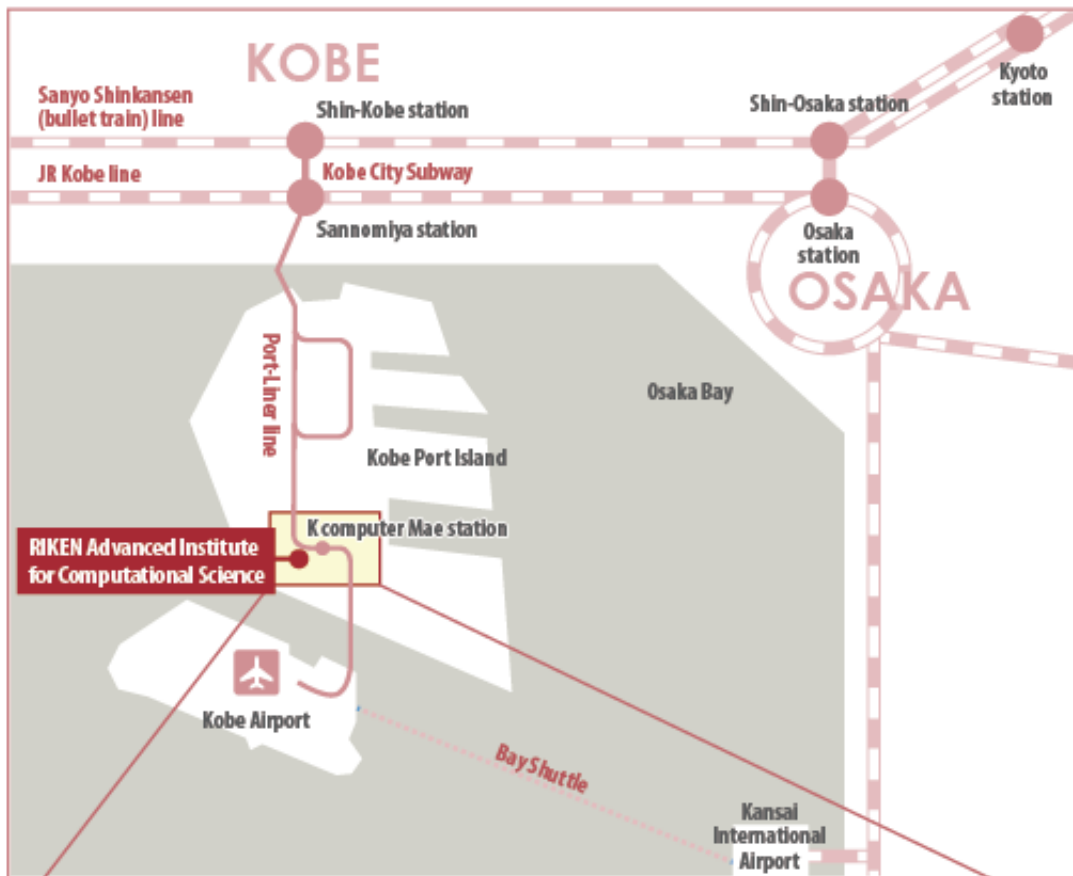 KOBE
Kyoto
station
Sanyo Shinkansen
(bullet train) line
Shin-Kobe station
Shin-Osaka station
JR Kobe line
Kobe City Subway
Sannomiya station
Osaka
station
OSAKA
Port-Liner line
Osaka Bay
Kobe Port Island
K computer Mae station
RIKEN Advanced Institute
for Computational Science
Kobe Airport
Bay Shuttle
Kansai
International
Airport